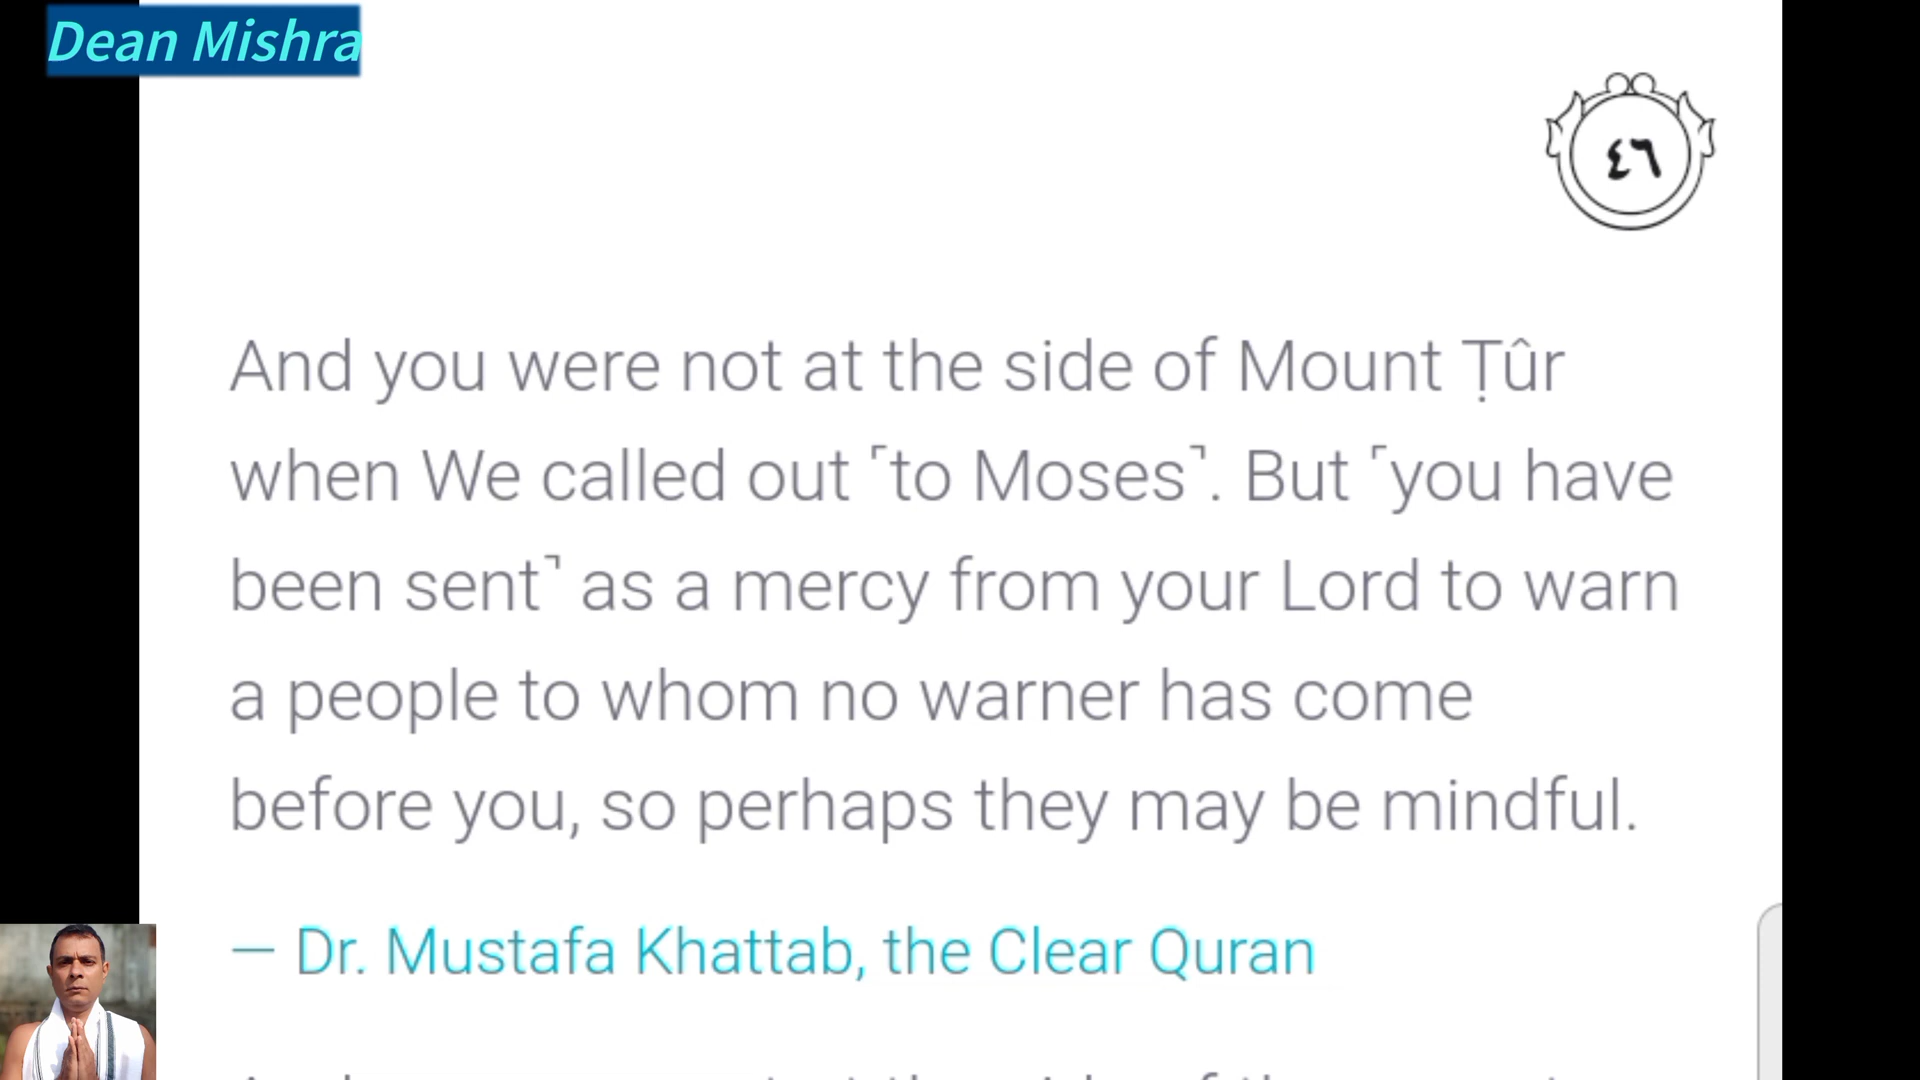 Dean Mishra
٤٦
And you were not at the side of Mount Ṭûr
when We called out ˹to Moses˺. But ˹you have
been sent˺ as a mercy from your Lord to warn
a people to whom no warner has come
before you, so perhaps they may be mindful.
— Dr. Mustafa Khattab, the Clear Quran